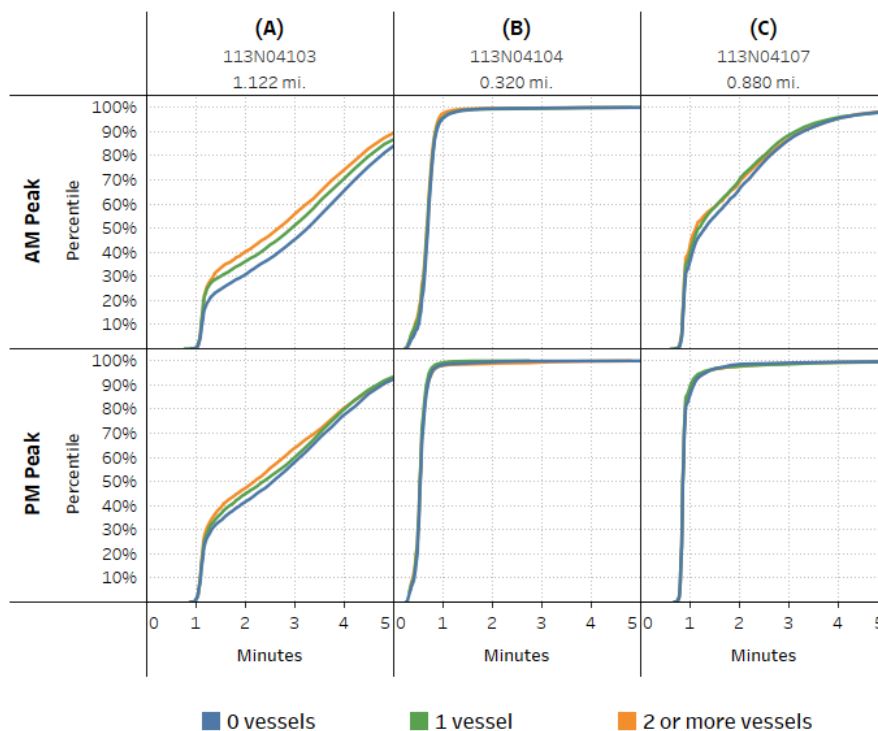 (A) (B) (C)
113N04103 113N04104 113N04107
1.122 mi. 0.320 mi. 0.880 mi.
AM Peak
Percentile
100%
90%
80%
70%
60%
50%
40%
30%
20%
10%
PM Peak
Percentile
100%
90%
80%
70%
60%
50%
40%
30%
20%
10%
0 1 2 3 4 5 0 1 2 3 4 5 0 1 2 3 4 5
Minutes Minutes Minutes
0 vessels 1 vessel 2 or more vessels